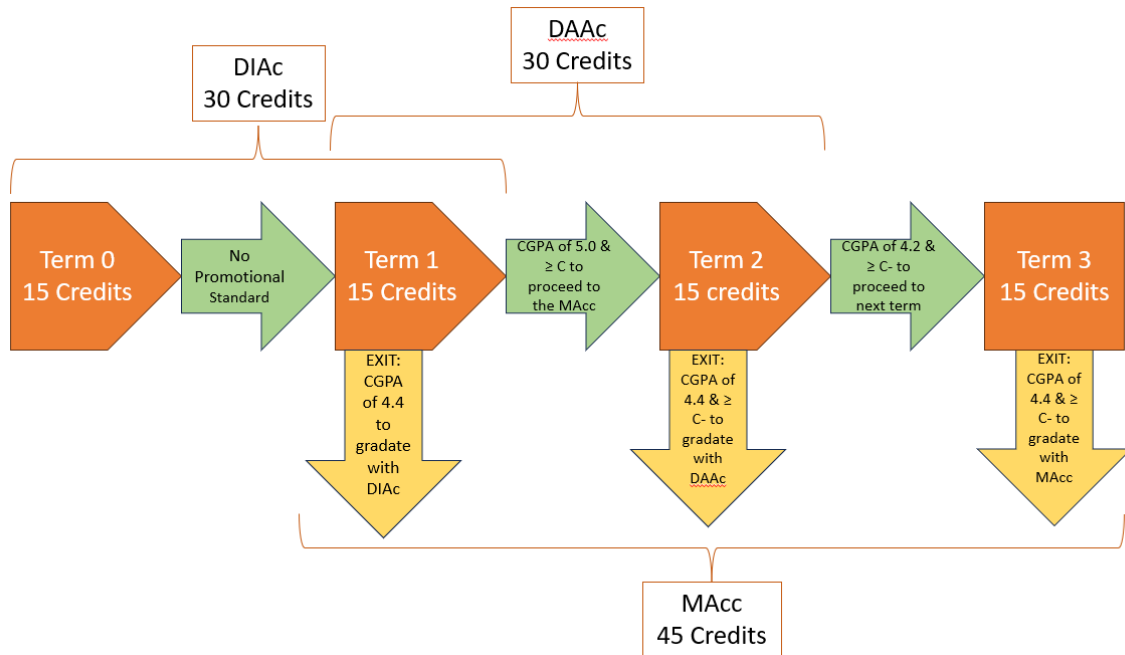 DAAc
30 Credits
DIAc
30 Credits
Term 0
15 Credits
No
Promotional
Standard
Term 1
15 Credits
CGPA of 5.0 &
≥ C to
proceed to
the MAcc
Term 2
15 credits
CGPA of 4.2 &
≥ C- to
proceed to
next term
Term 3
15 Credits
EXIT:
CGPA
of 4.4
to
gradate
with
DIAc
EXIT:
CGPA of
4.4 & ≥
C- to
gradate
with
DAAc
EXIT:
CGPA of
4.4 & ≥
C- to
gradate
with
MAcc
MAcc
45 Credits